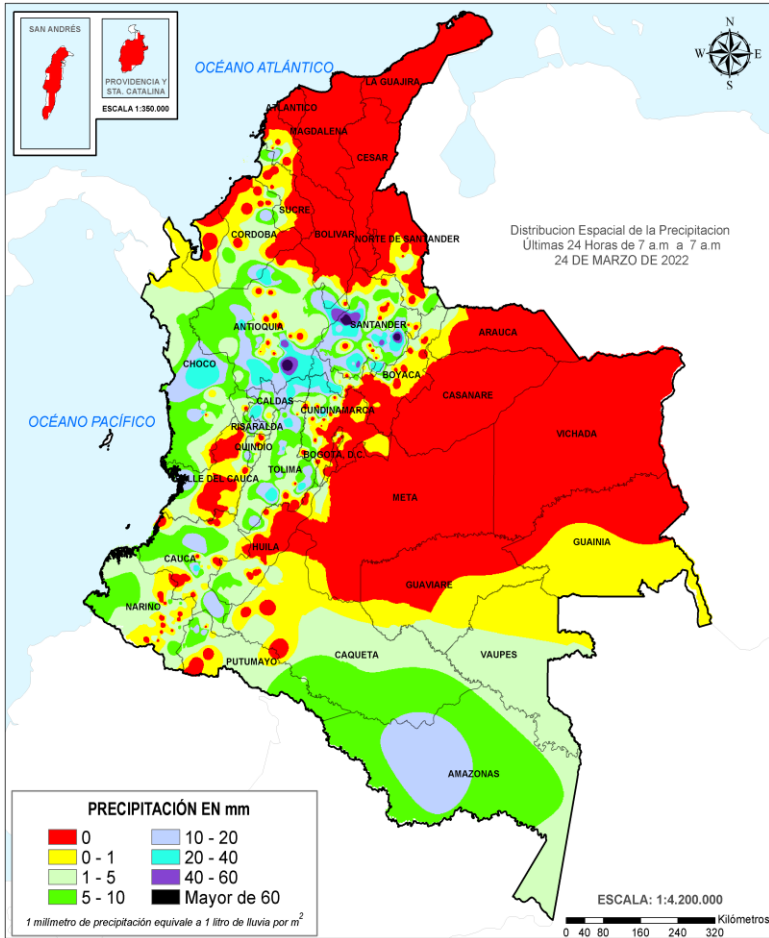 SAN ANDRÉS
PROVIDENCIA Y
STA. CATALINA
ESCALA 1:350.000
OCÉANO ATLÁNTICO
N
W E
S
LA GUAJIRA
ATLANTICO
MAGDALENA
CESAR
SUCRE
CORDOBA
BOLIVAR
NORTE DE SANTANDER
Distribucion Espacial de la Precipitacion
Últimas 24 Horas de 7 a.m a 7 a.m
24 DE MARZO DE 2022
ANTIOQUIA
SANTANDER
ARAUCA
CHOCO
BOYACA
CASANARE
CALDAS
CUNDINAMARCA
OCÉANO PACÍFICO
RISARALDA
VICHADA
QUINDIO
BOGOTA, D.C.
TOLIMA
VALLE DEL CAUCA
META
GUAINIA
HUILA
CAUCA
GUAVIARE
NARIÑO
CAQUETA
VAUPES
PUTUMAYO
AMAZONAS
PRECIPITACIÓN EN mm
0
10 - 20
0 - 1
20 - 40
1 - 5
40 - 60
5 - 10
Mayor de 60
1 milímetro de precipitación equivale a 1 litro de lluvia por m²
ESCALA: 1:4.200.000
Kilómetros
0 40 80 160 240 320